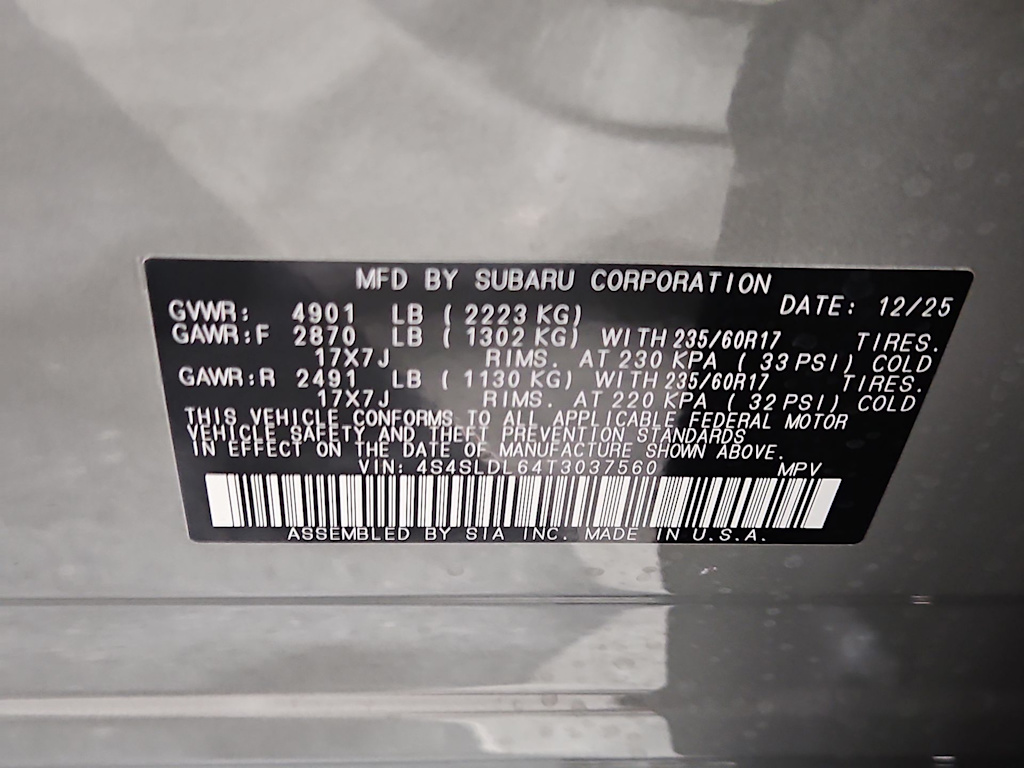 MFD BY SUBARU CORPORATION
DATE: 12/25
GVWR: 4901 LB ( 2223 KG)
GAWR:F 2870 LB ( 1302 KG) WITH 235/60R17 TIRES.
17X7J RIMS. AT 230 KPA ( 33 PSI) COLD
GAWR:R 2491 LB ( 1130 KG) WITH 235/60R17 TIRES.
17X7J RIMS. AT 220 KPA ( 32 PSI) COLD
THIS VEHICLE CONFORMS TO ALL APPLICABLE FEDERAL MOTOR
VEHICLE SAFETY AND THEFT PREVENTION STANDARDS
IN EFFECT ON THE DATE OF MANUFACTURE SHOWN ABOVE.
VIN: 4S4SLDL64T3037560 MPV
ASSEMBLED BY SIA INC. MADE IN U.S.A.